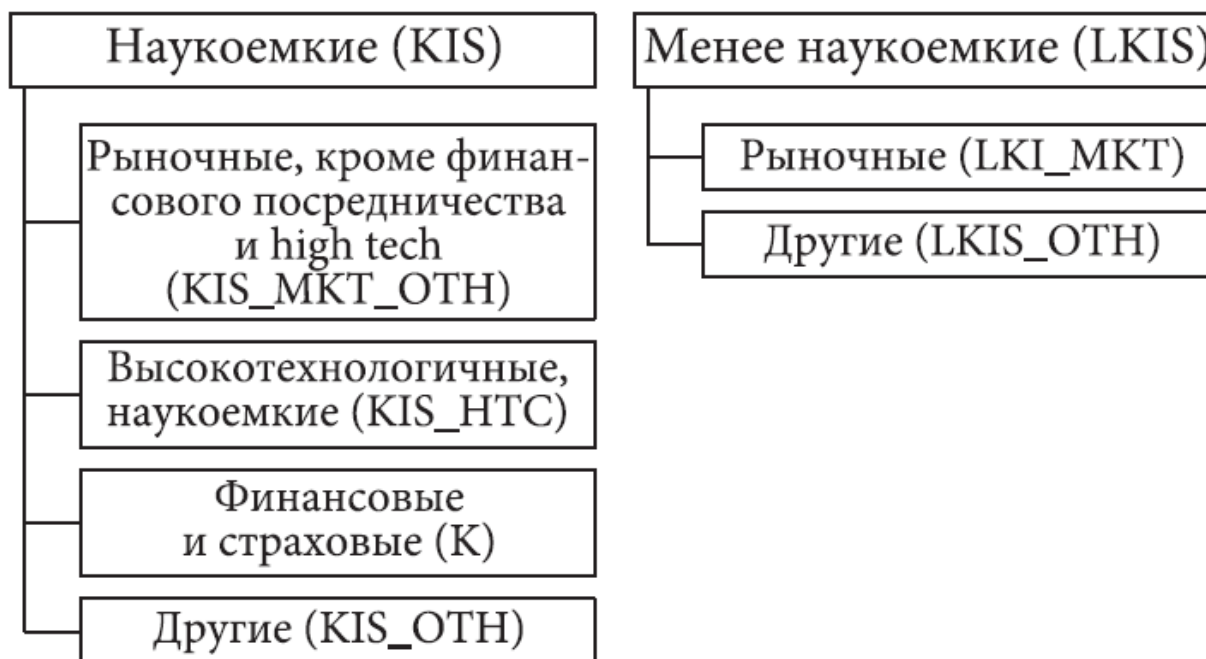 Наукоемкие (KIS)
Рыночные, кроме финан-
сового посредничества
и high tech
(KIS_MKT_OTH)
Высокотехнологичные,
наукоемкие (KIS_HTC)
Финансовые
и страховые (K)
Другие (KIS_OTH)
Менее наукоемкие (LKIS)
Рыночные (LKI_MKT)
Другие (LKIS_OTH)